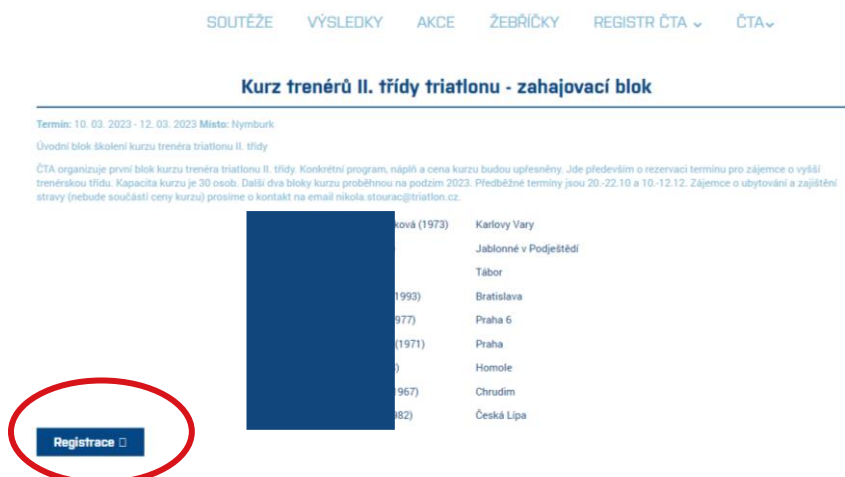 SOUTĚŽE VÝSLEDKY AKCE ŽEBŘÍČKY REGISTR ČTA ČTA
Kurz trenérů II. třídy triatlonu - zahajovací blok
Termín: 10. 03. 2023 - 12. 03. 2023 Místo: Nymburk
Úvodní blok školení kurzu trenéra triatlonu II. třídy
ČTA organizuje první blok kurzu trenéra triatlonu II. třídy. Konkrétní program, náplň a cena kurzu budou upřesněny. Jde především o rezervaci termínu pro zájemce o vyšší
trenérskou třídu. Kapacita kurzu je 30 osob. Další dva bloky kurzu proběhnou na podzim 2023. Předběžné termíny jsou 20.-22.10 a 10.-12.12. Zájemce o ubytování a zajištění
stravy (nebude součástí ceny kurzu) prosíme o kontakt na email nikola.stourac@triatlon.cz.
ková (1973) Karlovy Vary
Jablonné v Podještědí
Tábor
1993) Bratislava
977) Praha 6
(1971) Praha
) Homole
1967) Chrudim
982) Česká Lípa
Registrace